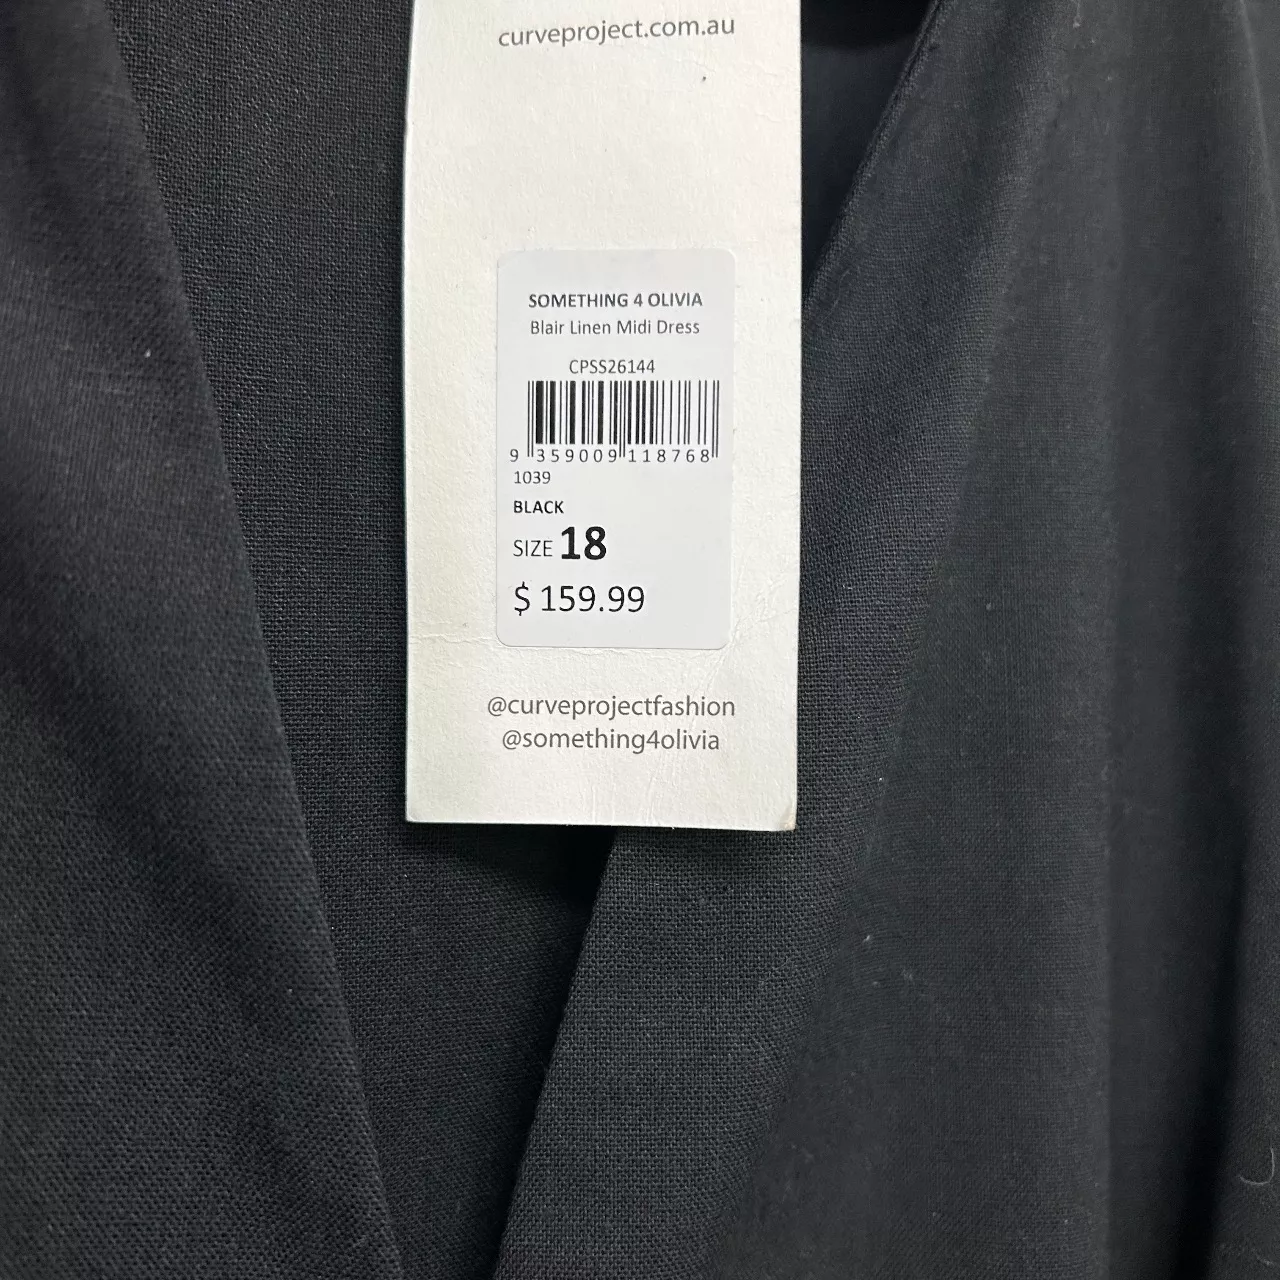 curveproject.com.au
SOMETHING 4 OLIVIA
Blair Linen Midi Dress
CPSS26144
9 359009 118768
1039
BLACK
SIZE 18
$ 159.99
@curveprojectfashion
@something4olivia